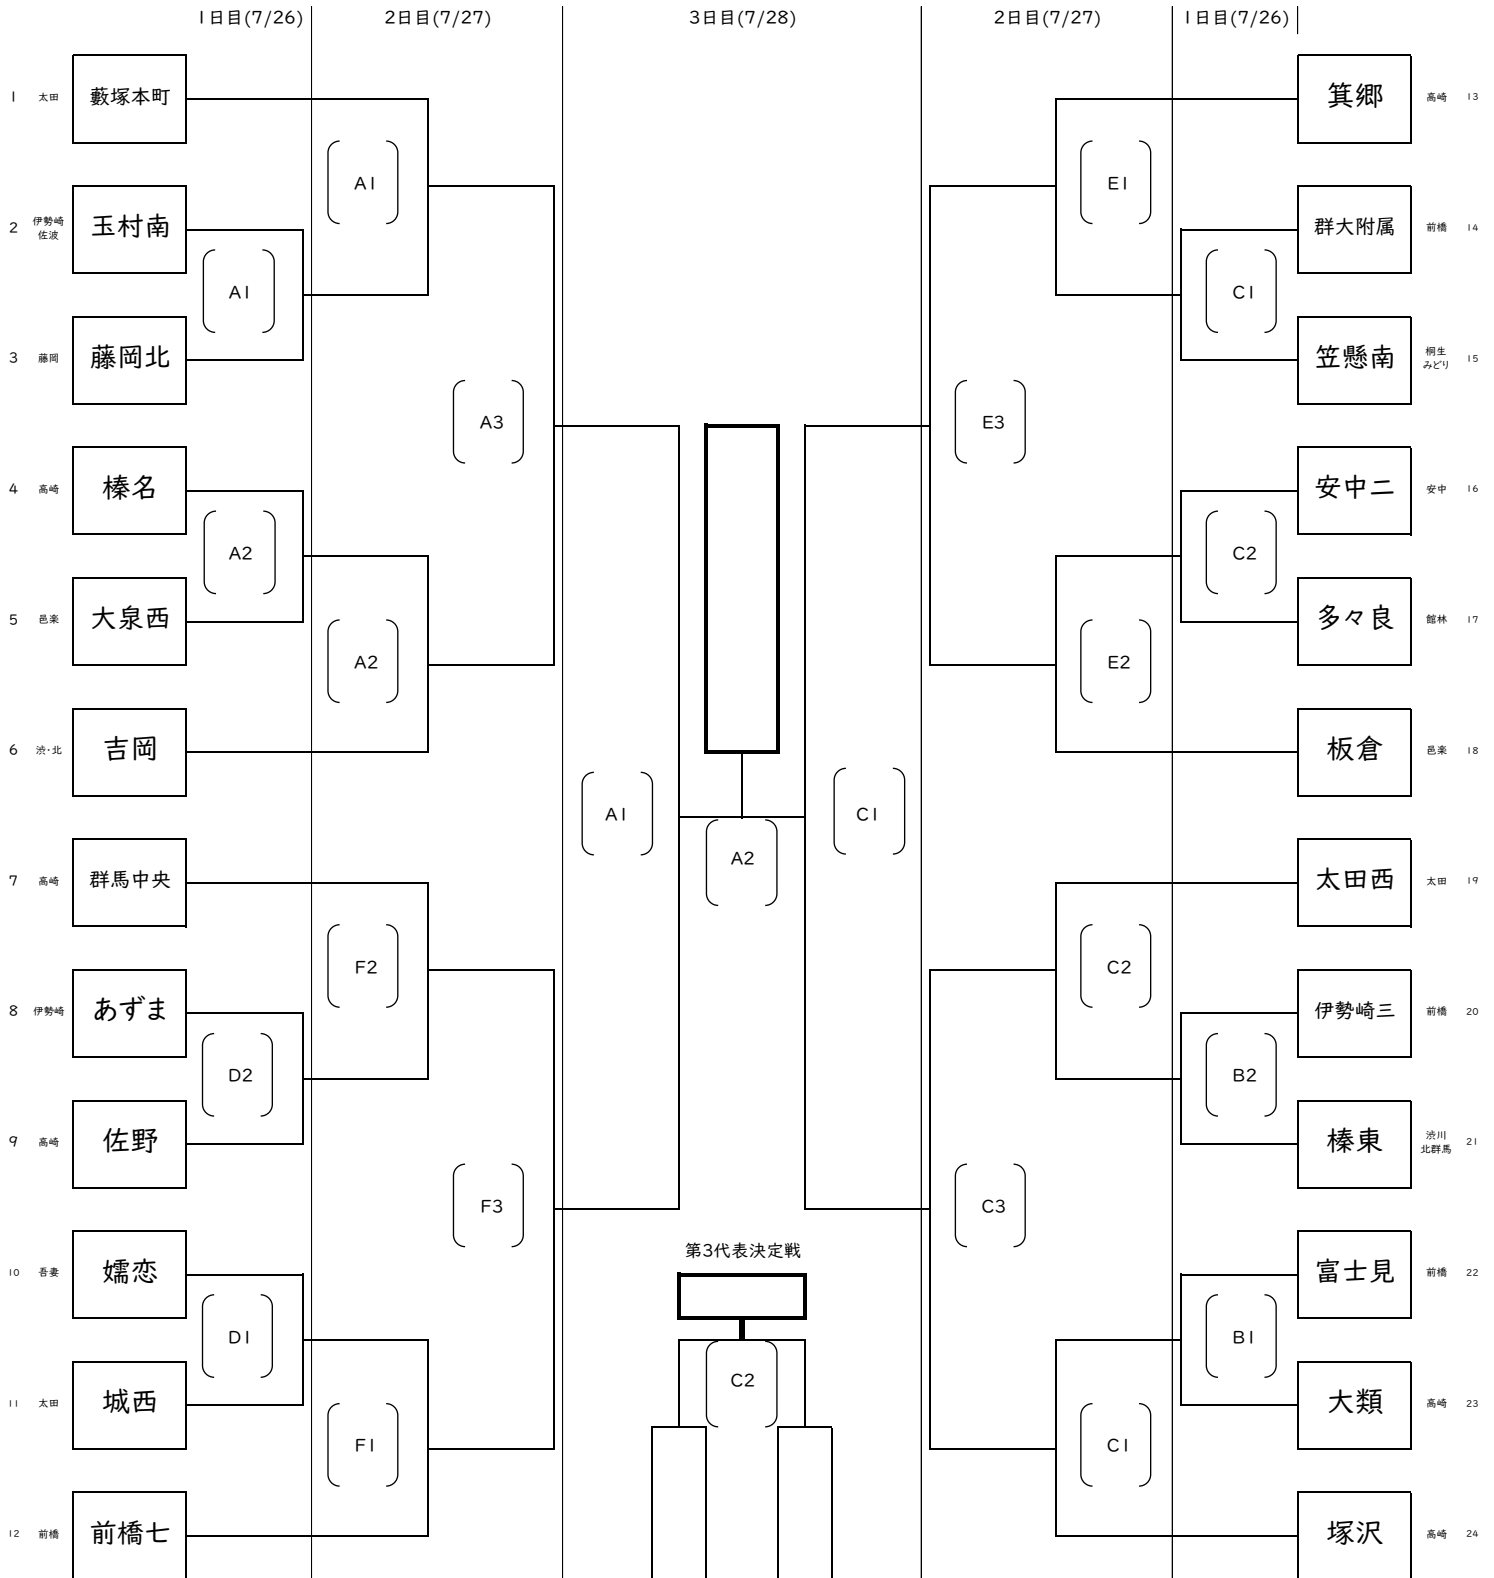 1日目(7/26)
2日目(7/27)
3日目(7/28)
2日目(7/27)
1日目(7/26)
1 太田 藪塚本町
2 伊勢崎
佐波 玉村南
3 藤岡 藤岡北
4 高崎 榛名
5 邑楽 大泉西
6 渋・北 吉岡
7 高崎 群馬中央
8 伊勢崎 あずま
9 高崎 佐野
10 吾妻 嬬恋
11 太田 城西
12 前橋 前橋七
A1
A2
D2
D1
A1
A2
F2
F1
A3
F3
A1
A2
C1
第3代表決定戦
C2
E3
C3
E1
E2
C2
C1
C1
C2
B2
B1
箕郷 高崎 13
群大附属 前橋 14
笠懸南 桐生
みどり 15
安中二 安中 16
多々良 館林 17
板倉 邑楽 18
太田西 太田 19
伊勢崎三 前橋 20
榛東 渋川
北群馬 21
富士見 前橋 22
大類 高崎 23
塚沢 高崎 24